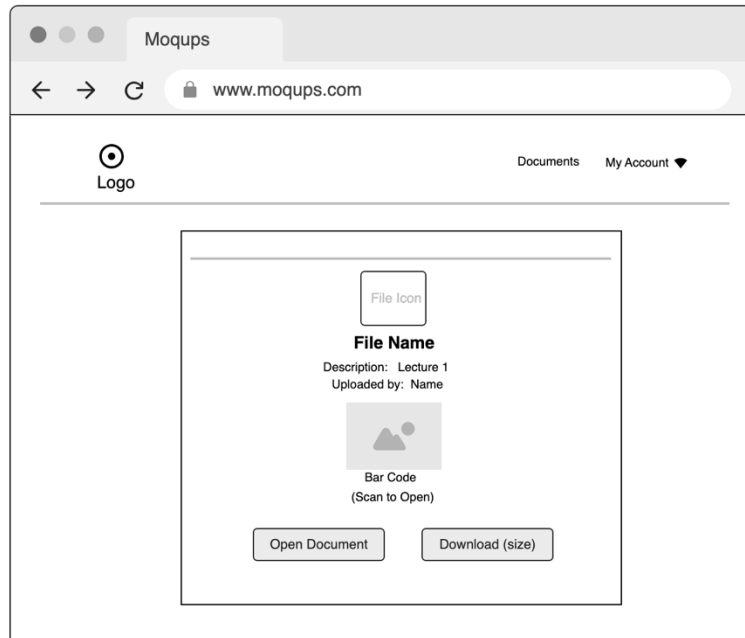 Moqups
www.moqups.com
Logo
Documents My Account
File Icon
File Name
Description: Lecture 1
Uploaded by: Name
Bar Code
(Scan to Open)
Open Document Download (size)